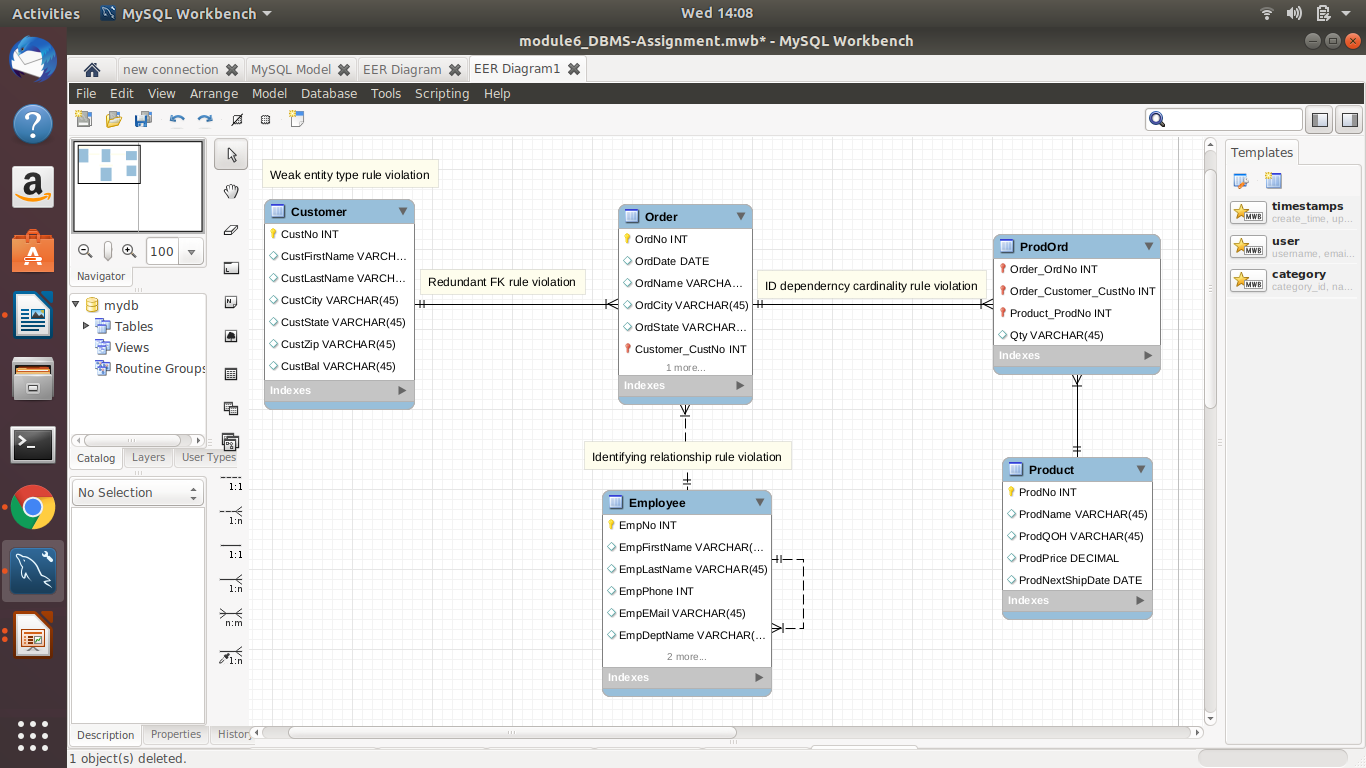 Activities
MySQL Workbench
Wed 14:08
module6_DBMS-Assignment.mwb* - MySQL Workbench
new connection
MySQL Model
EER Diagram
EER Diagram1
File Edit View Arrange Model Database Tools Scripting Help
100
Navigator
mydb
Tables
Views
Routine Groups
Catalog
Layers
User Types
No Selection
Description
Properties
History
1 object(s) deleted.
1:1
1:n
1:1
1:n
n:m
1:n
Weak entity type rule violation
Customer
CustNo INT
CustFirstName VARCH...
CustLastName VARCH...
CustCity VARCHAR(45)
CustState VARCHAR(45)
CustZip VARCHAR(45)
CustBal VARCHAR(45)
Indexes
Redundant FK rule violation
Order
OrdNo INT
OrdDate DATE
OrdName VARCHA...
OrdCity VARCHAR(45)
OrdState VARCHAR...
Customer_CustNo INT
1 more...
Indexes
ID dependerncy cardinality rule violation
ProdOrd
Order_OrdNo INT
Order_Customer_CustNo INT
Product_ProdNo INT
Qty VARCHAR(45)
Indexes
Identifying relationship rule violation
Employee
EmpNo INT
EmpFirstName VARCHAR(...
EmpLastName VARCHAR(45)
EmpPhone INT
EmpEMail VARCHAR(45)
EmpDeptName VARCHAR(...
2 more...
Indexes
Product
ProdNo INT
ProdName VARCHAR(45)
ProdQOH VARCHAR(45)
ProdPrice DECIMAL
ProdNextShipDate DATE
Indexes
Templates
MWB
timestamps
create_time, up...
MWB
user
username, emai...
MWB
category
category_id, na...